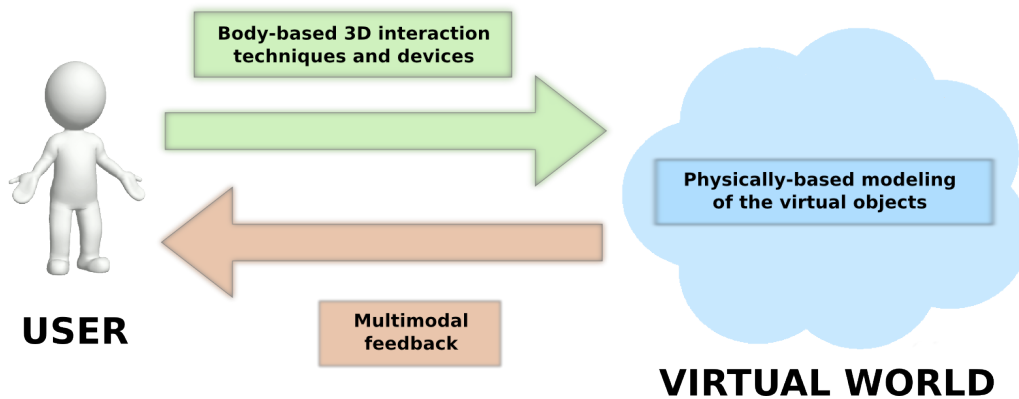 Body-based 3D interaction
techniques and devices
Physically-based modeling
of the virtual objects
Multimodal
feedback
USER
VIRTUAL WORLD